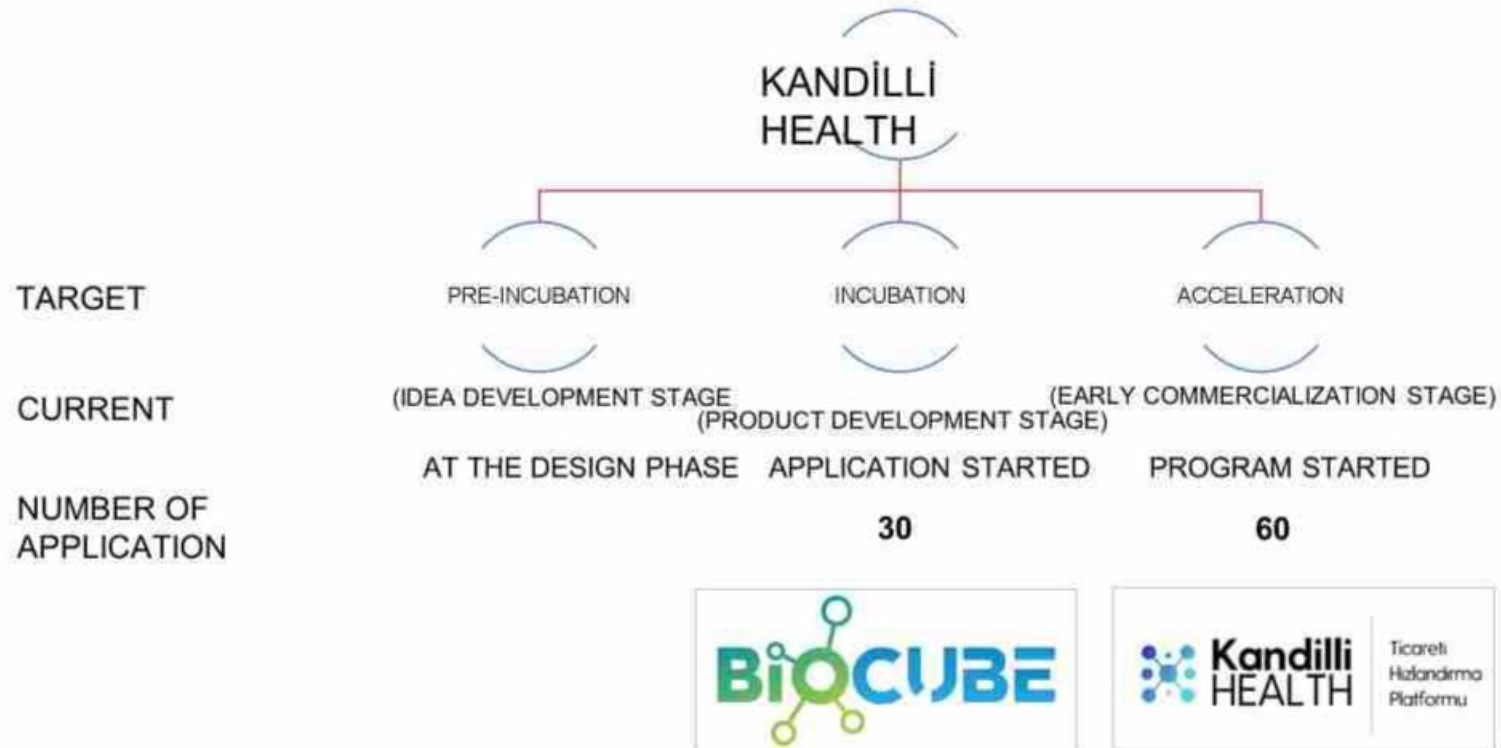 KANDİLLİ
HEALTH
TARGET
PRE-INCUBATION
INCUBATION
ACCELERATION
CURRENT
(IDEA DEVELOPMENT STAGE
(PRODUCT DEVELOPMENT STAGE)
(EARLY COMMERCIALIZATION STAGE)
AT THE DESIGN PHASE
APPLICATION STARTED
PROGRAM STARTED
NUMBER OF
APPLICATION
30
60
BiOCUBE
Kandilli
HEALTH
Ticareti
Hızlandırma
Platformu